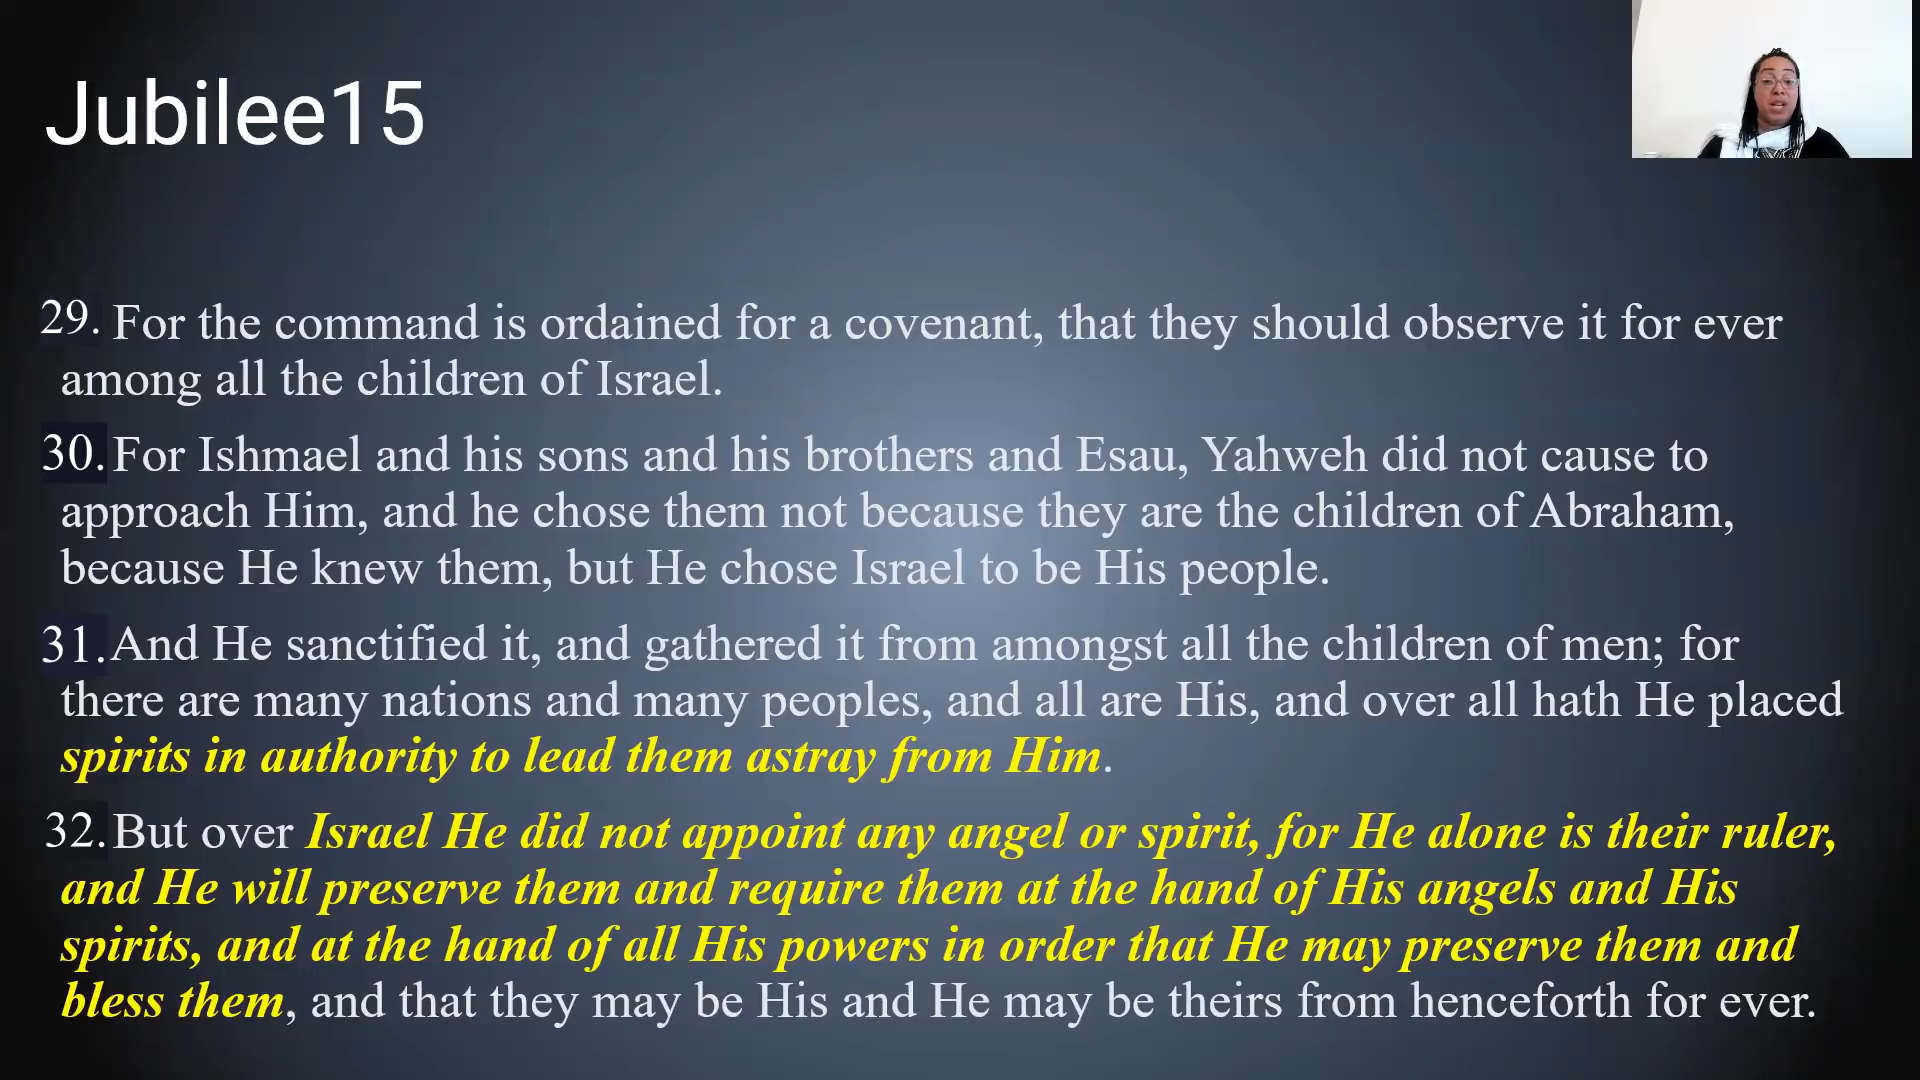 Jubilee15
29. For the command is ordained for a covenant, that they should observe it for ever
among all the children of Israel.
30. For Ishmael and his sons and his brothers and Esau, Yahweh did not cause to
approach Him, and he chose them not because they are the children of Abraham,
because He knew them, but He chose Israel to be His people.
31. And He sanctified it, and gathered it from amongst all the children of men; for
there are many nations and many peoples, and all are His, and over all hath He placed
spirits in authority to lead them astray from Him.
32. But over Israel He did not appoint any angel or spirit, for He alone is their ruler,
and He will preserve them and require them at the hand of His angels and His
spirits, and at the hand of all His powers in order that He may preserve them and
bless them, and that they may be His and He may be theirs from henceforth for ever.